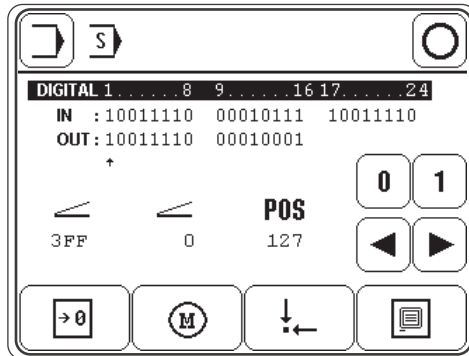 S
DIGITAL 1......8 9......16 17......24
IN :10011110 00010111 10011110
OUT:10011110 00010001
0 1
POS
3FF 0 127
→0 M